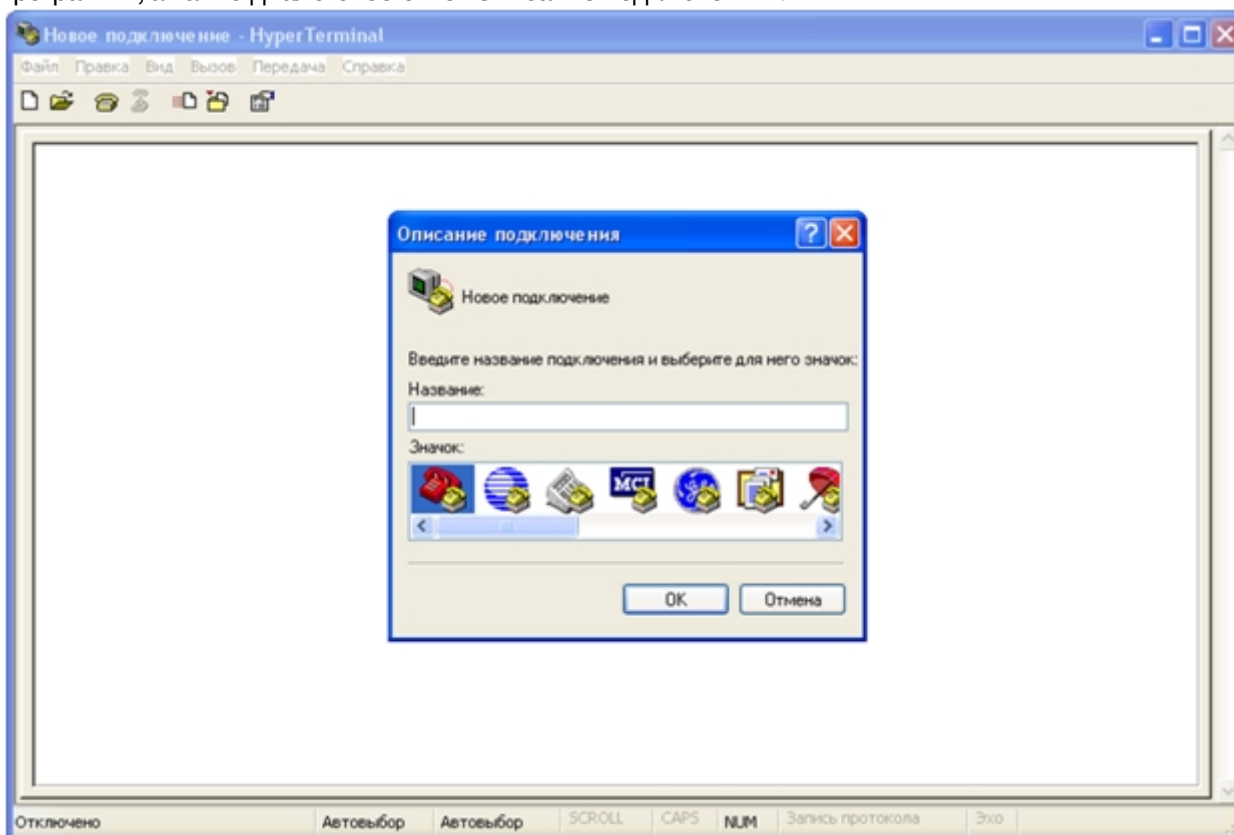 Новое подключение - HyperTerminal
Файл Правка Вид Вызов Передача Справка
Описание подключения
Новое подключение
Введите название подключения и выберите для него значок:
Название:
Значок:
MCI
OK Отмена
Отключено Автовыбор Автовыбор SCROLL CAPS NUM Запись протокола Эхо